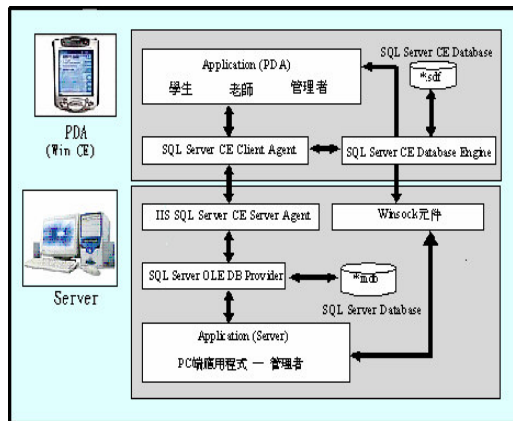 PDA
(Win CE)
Application (PDA)
學生 老師 管理者
SQL Server CE Database
*.sdf
SQL Server CE Client Agent
SQL Server CE Database Engine
Server
IIS SQL Server CE Server Agent
Winsock元件
SQL Server OLE DB Provider
*mdb
SQL Server Database
Application (Server)
PC端應用程式 — 管理者